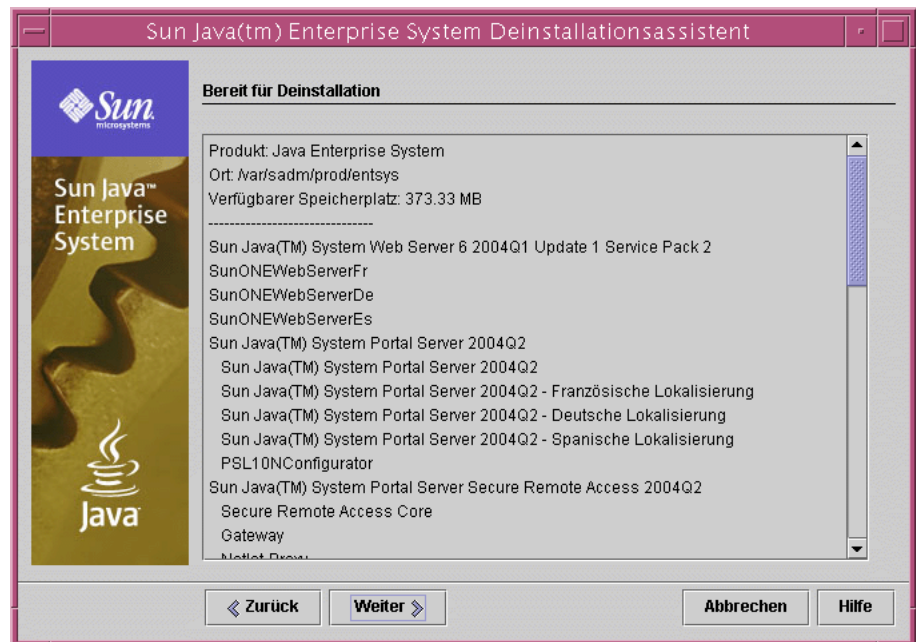 Sun Java(tm) Enterprise System Deinstallationsassistent
Sun
microsystems
Sun Java™
Enterprise
System
Java
Bereit für Deinstallation
Produkt: Java Enterprise System
Ort: /var/sadm/prod/entsys
Verfügbarer Speicherplatz: 373.33 MB
------------------------------
Sun Java(TM) System Web Server 6 2004Q1 Update 1 Service Pack 2
SunONEWebServerFr
SunONEWebServerDe
SunONEWebServerEs
Sun Java(TM) System Portal Server 2004Q2
Sun Java(TM) System Portal Server 2004Q2
Sun Java(TM) System Portal Server 2004Q2 - Französische Lokalisierung
Sun Java(TM) System Portal Server 2004Q2 - Deutsche Lokalisierung
Sun Java(TM) System Portal Server 2004Q2 - Spanische Lokalisierung
PSL10NConfigurator
Sun Java(TM) System Portal Server Secure Remote Access 2004Q2
Secure Remote Access Core
Gateway
Netlet Proxy
Zurück
Weiter
Abbrechen
Hilfe